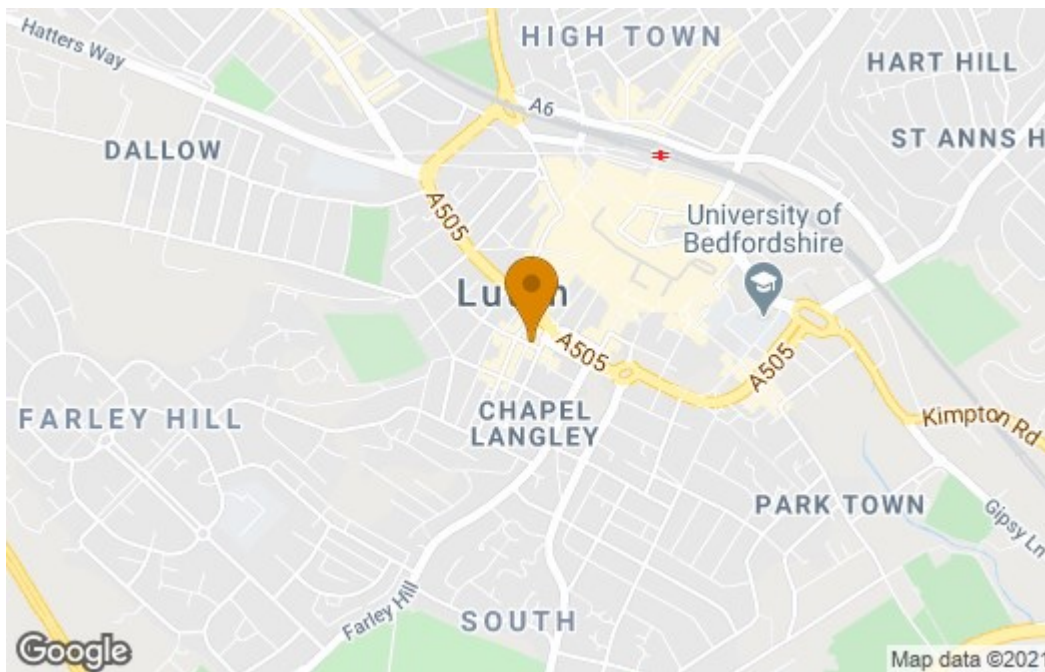 Hatters Way
HIGH TOWN
HART HILL
A6
DALLOW
ST ANNS H
A505
University of
Bedfordshire
A505
A505
CHAPEL
LANGLEY
FARLEY HILL
Kimpton Rd
PARK TOWN
Gipsy Ln
Farley Hill
SOUTH
Google
Map data ©2021